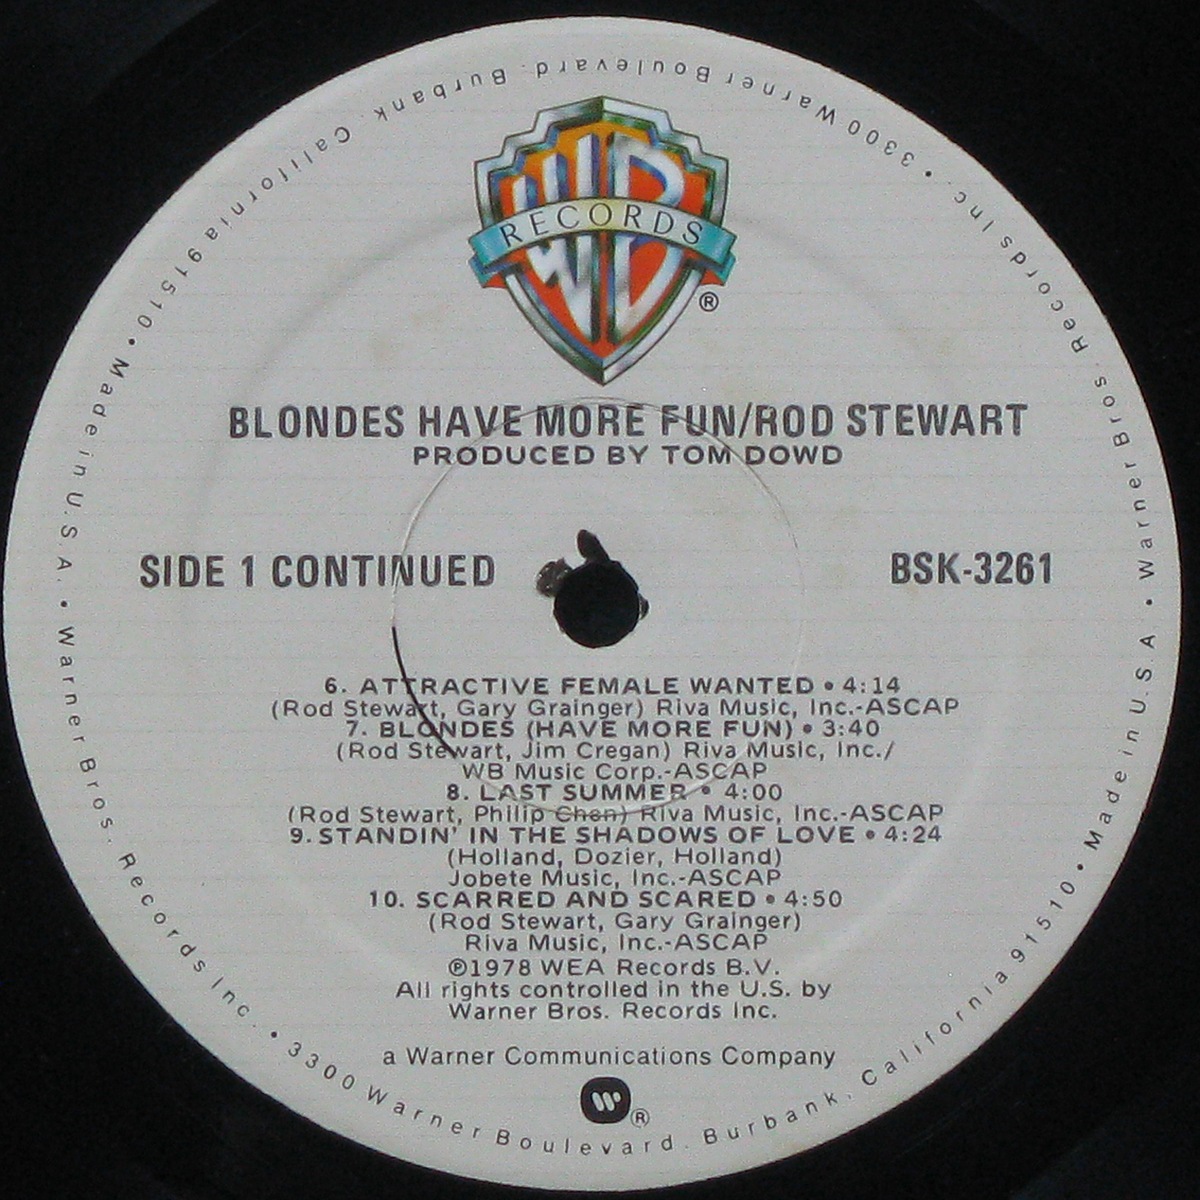 3300 Warner Boulevard. Burbank, California 91510 • Made in U.S.A. • Warner Bros. Records Inc. • 3300 Warner Boulevard. Burbank, California 91510 • Made in U.S.A. • Warner Bros. Records Inc. •
WB
RECORDS
®
BLONDES HAVE MORE FUN/ROD STEWART
PRODUCED BY TOM DOWD
SIDE 1 CONTINUED BSK-3261
6. ATTRACTIVE FEMALE WANTED • 4:14
(Rod Stewart, Gary Grainger) Riva Music, Inc.-ASCAP
7. BLONDES (HAVE MORE FUN) • 3:40
(Rod Stewart, Jim Cregan) Riva Music, Inc./
WB Music Corp.-ASCAP
8. LAST SUMMER • 4:00
(Rod Stewart, Philip Chen) Riva Music, Inc.-ASCAP
9. STANDIN' IN THE SHADOWS OF LOVE • 4:24
(Holland, Dozier, Holland)
Jobete Music, Inc.-ASCAP
10. SCARRED AND SCARED • 4:50
(Rod Stewart, Gary Grainger)
Riva Music, Inc.-ASCAP
℗1978 WEA Records B.V.
All rights controlled in the U.S. by
Warner Bros. Records Inc.
a Warner Communications Company
®